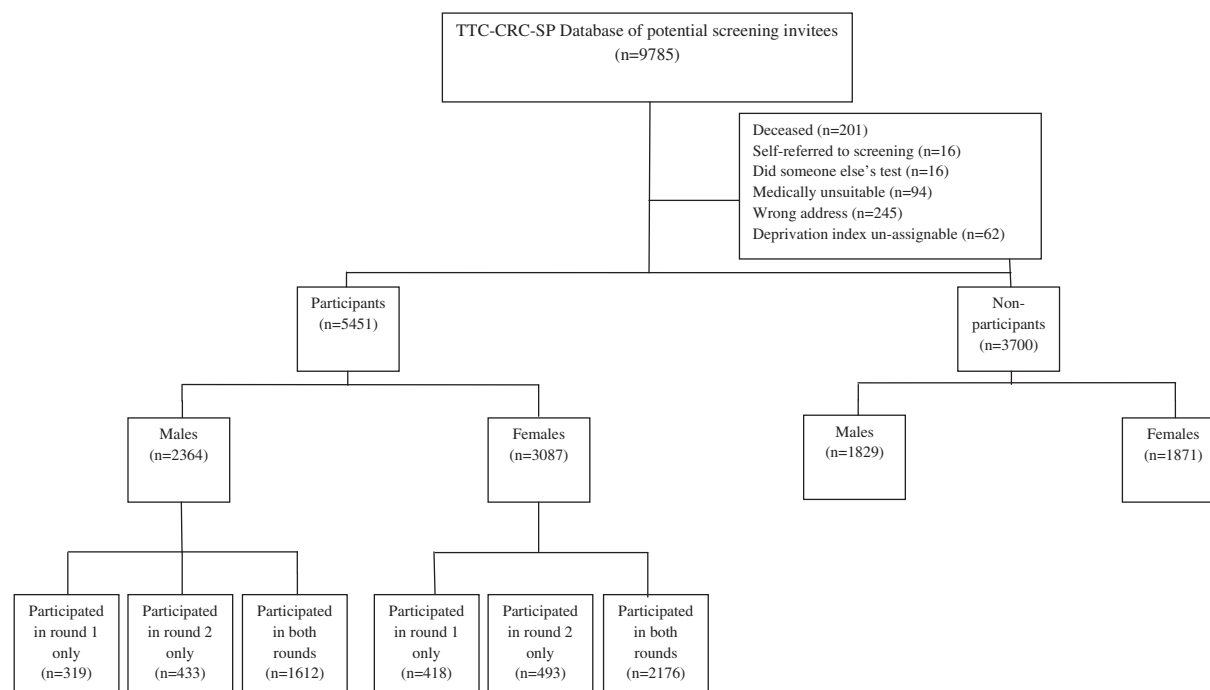 TTC-CRC-SP Database of potential screening invitees
(n=9785)
Deceased (n=201)
Self-referred to screening (n=16)
Did someone else's test (n=16)
Medically unsuitable (n=94)
Wrong address (n=245)
Deprivation index un-assignable (n=62)
Participants
(n=5451)
Non-
participants
(n=3700)
Males
(n=2364)
Females
(n=3087)
Males
(n=1829)
Females
(n=1871)
Participated
in round 1
only
(n=319)
Participated
in round 2
only
(n=433)
Participated
in both
rounds
(n=1612)
Participated
in round 1
only
(n=418)
Participated
in round 2
only
(n=493)
Participated
in both
rounds
(n=2176)